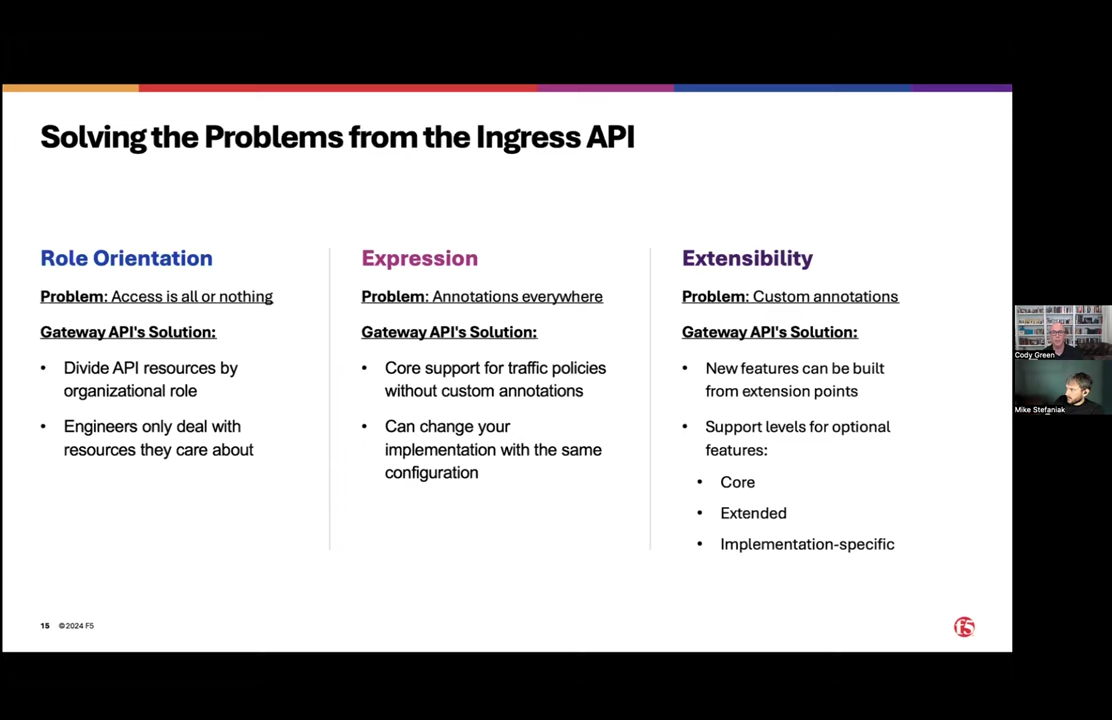 Solving the Problems from the Ingress API
Role Orientation
Problem: Access is all or nothing
Gateway API's Solution:
• Divide API resources by
organizational role
• Engineers only deal with
resources they care about
Expression
Problem: Annotations everywhere
Gateway API's Solution:
• Core support for traffic policies
without custom annotations
• Can change your
implementation with the same
configuration
Extensibility
Problem: Custom annotations
Gateway API's Solution:
• New features can be built
from extension points
• Support levels for optional
features:
• Core
• Extended
• Implementation-specific
15 ©2024 F5
f5
Cody Green
Mike Stefaniak